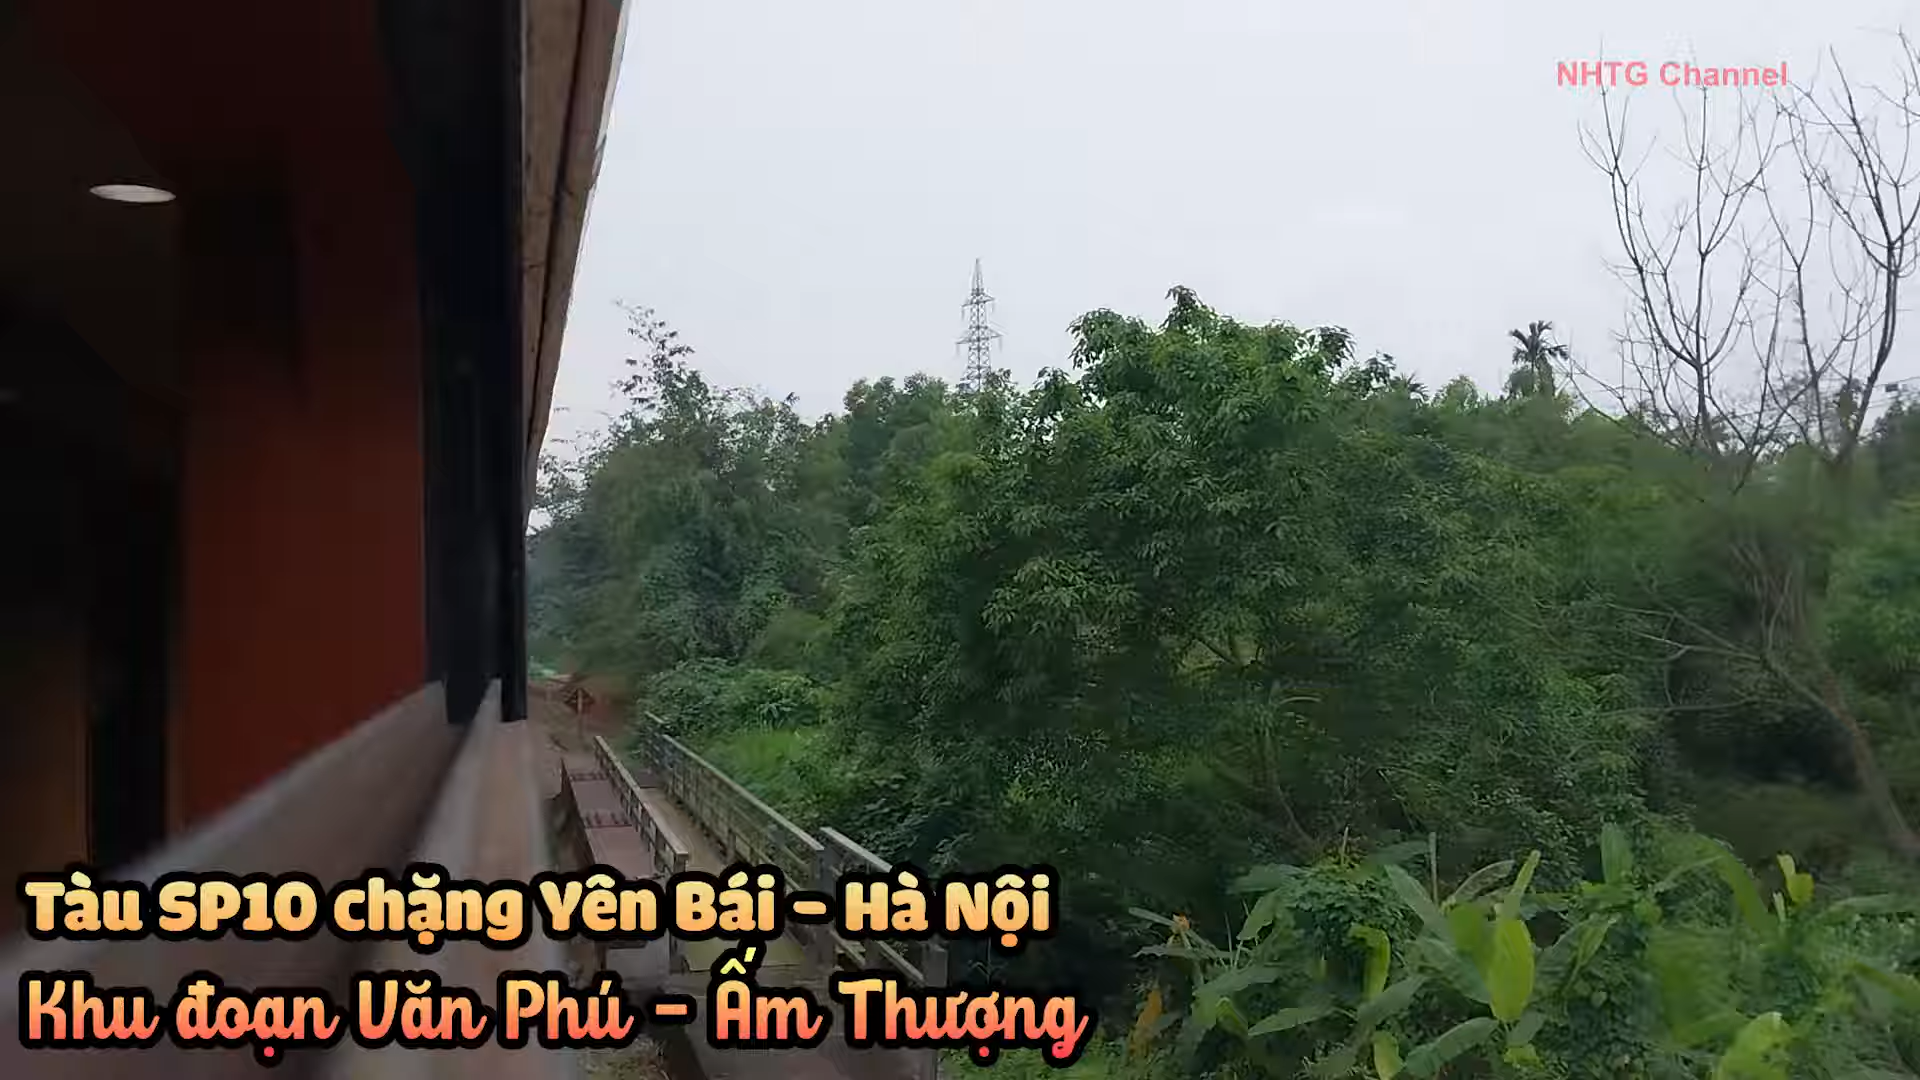 NHTG Channel
Tàu SP10 chặng Yên Bái - Hà Nội
Khu đoạn Văn Phú - Ấm Thượng